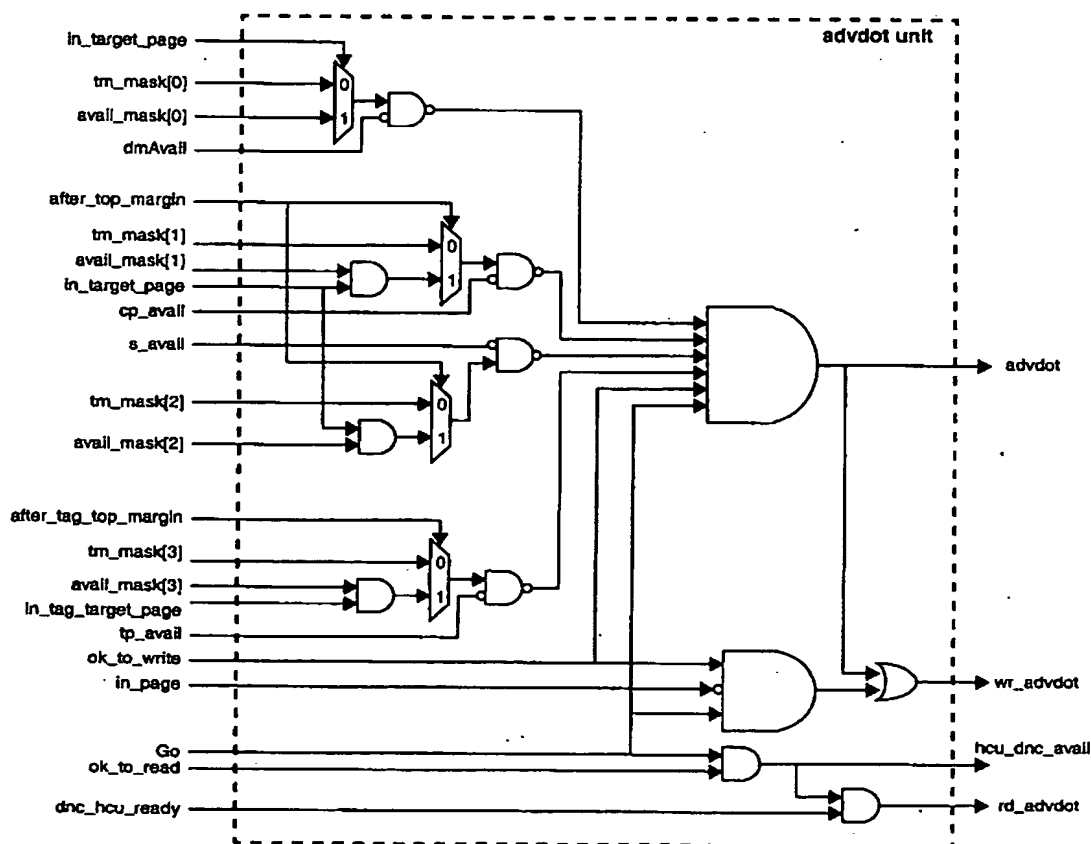 advdot unit
in_target_page
tm_mask[0]
0
avail_mask[0]
1
dmAvail
after_top_margin
tm_mask[1]
0
avail_mask[1]
1
in_target_page
cp_avail
s_avail
advdot
tm_mask[2]
0
avail_mask[2]
1
after_tag_top_margin
tm_mask[3]
0
avail_mask[3]
1
in_tag_target_page
tp_avail
ok_to_write
in_page
wr_advdot
Go
hcu_dnc_avail
ok_to_read
dnc_hcu_ready
rd_advdot